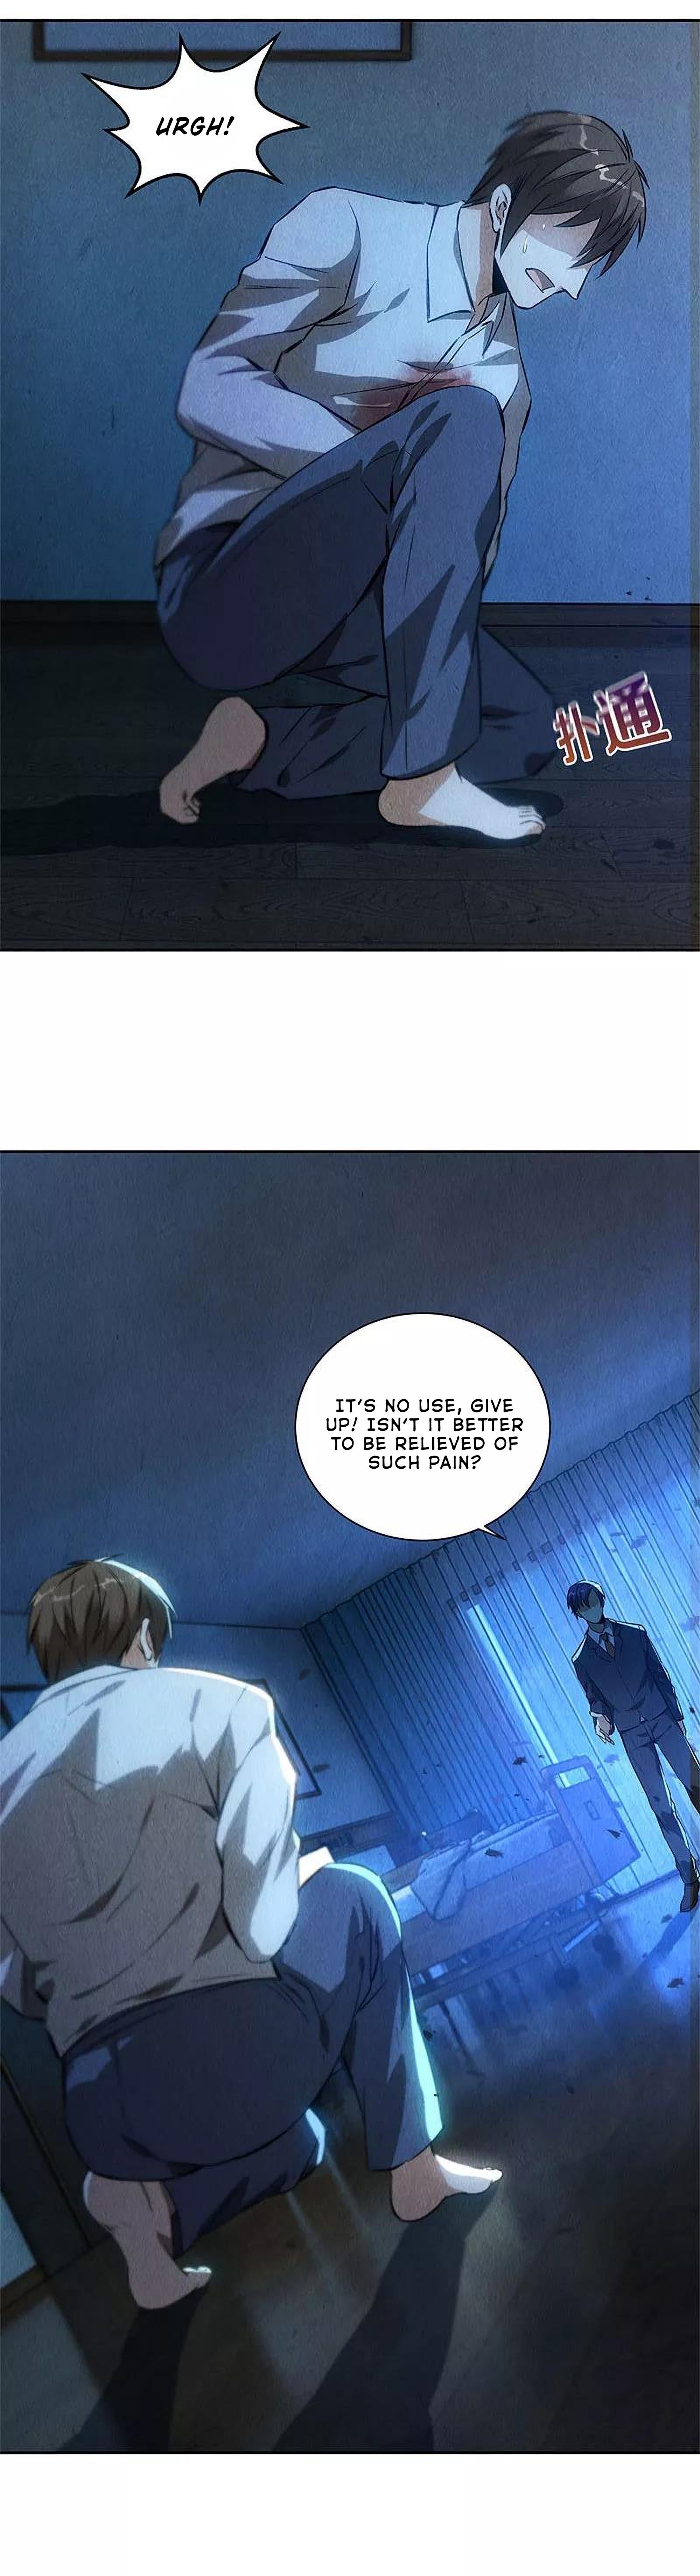 URGH!
扑通
IT'S NO USE, GIVE
UP! ISN'T IT BETTER
TO BE RELIEVED OF
SUCH PAIN?